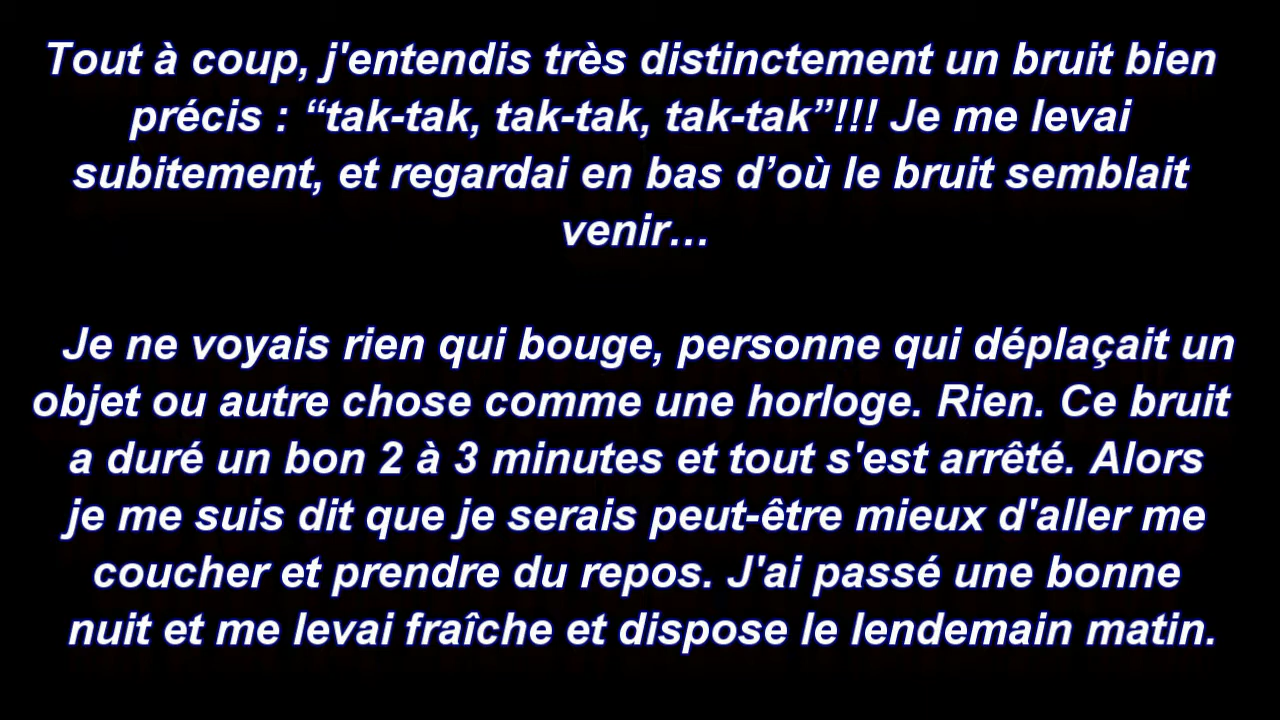 Tout à coup, j'entendis très distinctement un bruit bien
précis : “tak-tak, tak-tak, tak-tak”!!! Je me levai
subitement, et regardai en bas d’où le bruit semblait
venir…
Je ne voyais rien qui bouge, personne qui déplaçait un
objet ou autre chose comme une horloge. Rien. Ce bruit
a duré un bon 2 à 3 minutes et tout s'est arrêté. Alors
je me suis dit que je serais peut-être mieux d'aller me
coucher et prendre du repos. J'ai passé une bonne
nuit et me levai fraîche et dispose le lendemain matin.